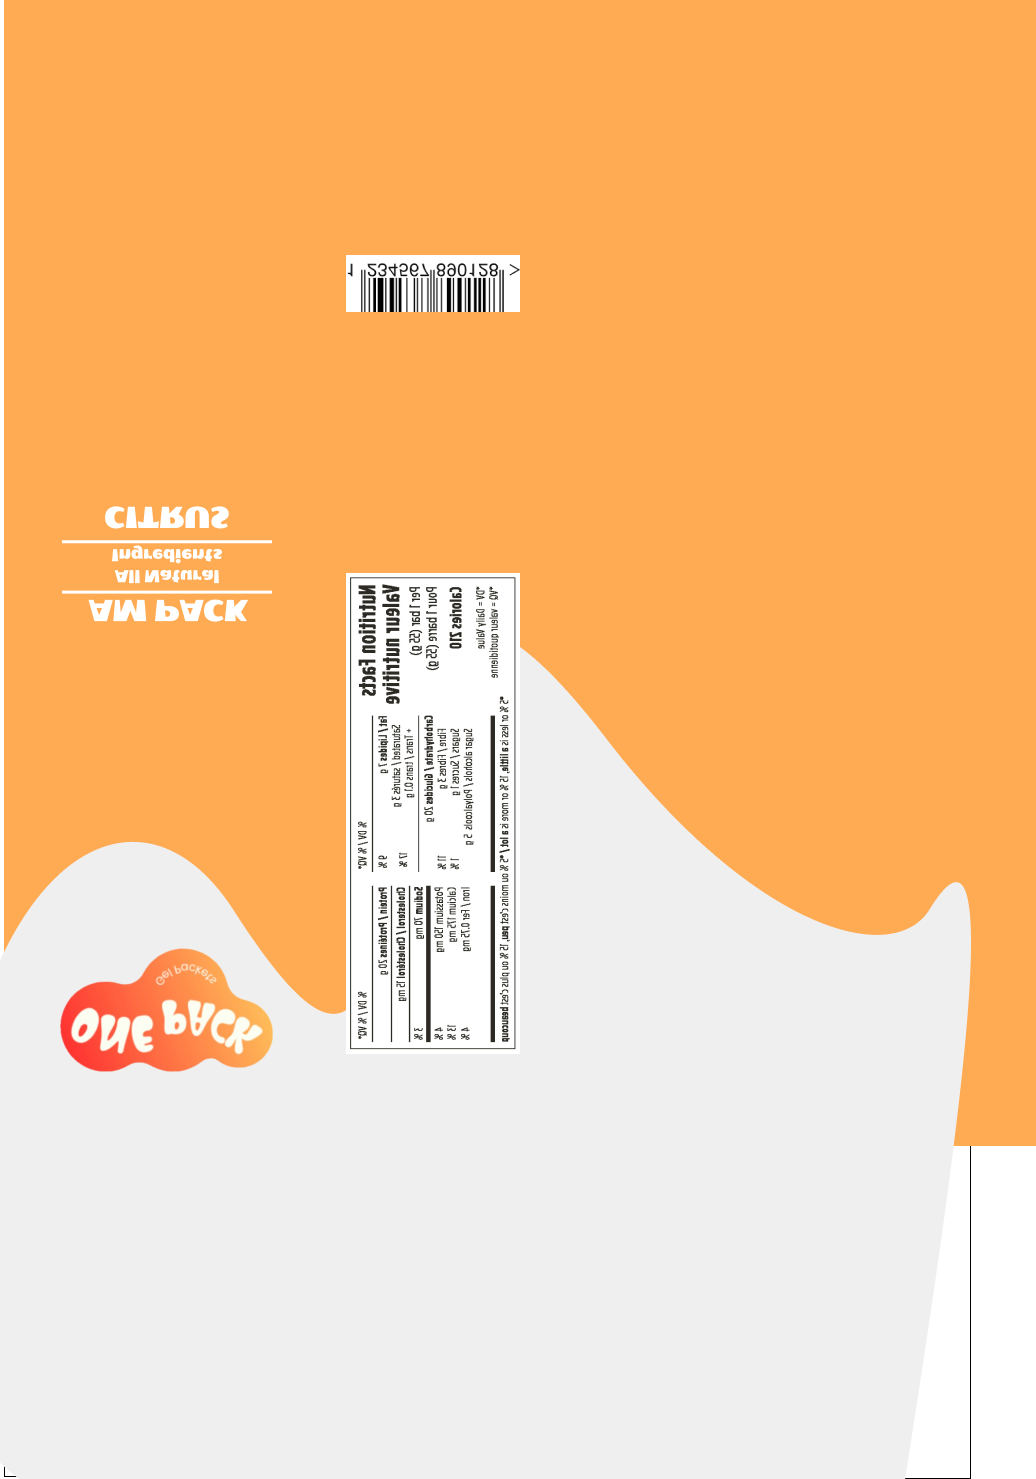 ONE PACK
Gel Packets
AM PACK
All Natural
Ingredients
CITRUS
Nutrition Facts
Valeur nutritive
Per 1 bar (55 g)
Pour 1 barre (55 g)
Calories 210
*DV = Daily Value
*VQ = valeur quotidienne
% DV / % VQ*
Fat / Lipides 7 g 9 %
Saturated / saturés 3 g
+ Trans / trans 0.1 g 17 %
Carbohydrate / Glucides 20 g
Fibre / Fibres 3 g 11 %
Sugars / Sucres 1 g 1 %
Sugar alcohols / Polyalcools 5 g
% DV / % VQ*
Protein / Protéines 20 g
Cholesterol / Cholestérol 15 mg
Sodium 70 mg 3 %
Potassium 150 mg 4 %
Calcium 175 mg 13 %
Iron / Fer 0.75 mg 4 %
*5 % or less is a little, 15 % or more is a lot / *5 % ou moins c'est peu, 15 % ou plus c'est beaucoup
1 234567 890128 >